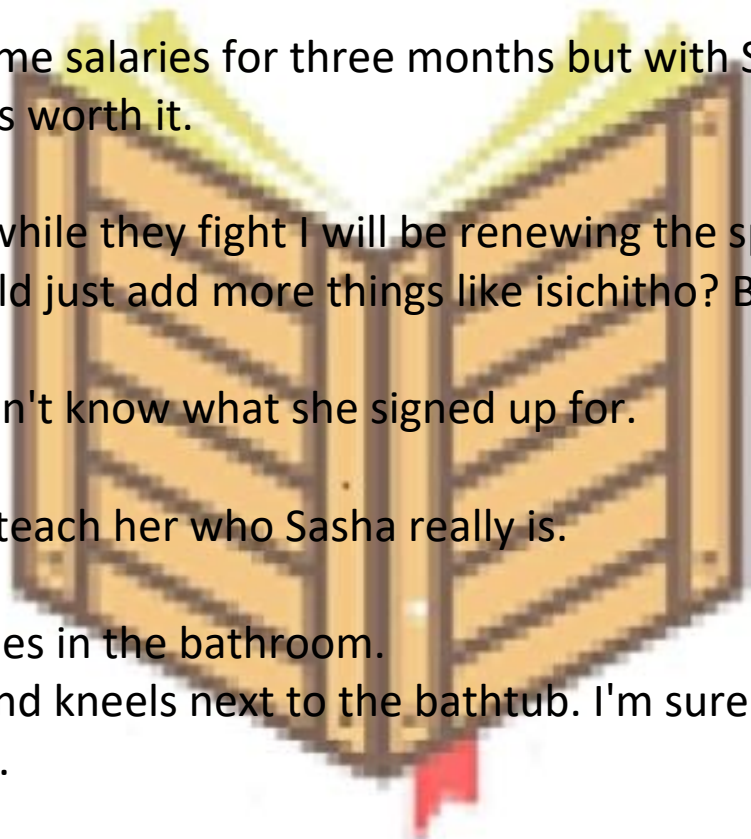 me salaries for three months but with S
s worth it.
while they fight I will be renewing the sp
ld just add more things like isichitho? B
n't know what she signed up for.
teach her who Sasha really is.
es in the bathroom.
nd kneels next to the bathtub. I'm sure
.